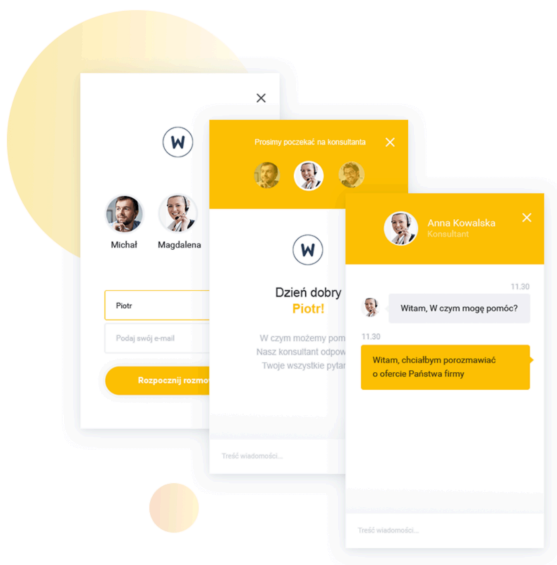 W
Michał
Magdalena
Piotr
Podaj swój e-mail
Rozpocznij rozmo
Prosimy poczekać na konsultanta
W
Dzień dobry
Piotr!
W czym możemy pom
Nasz konsultant odpow
Twoje wszystkie pytan
Treść wiadomości...
Anna Kowalska
Konsultant
11.30
Witam, W czym mogę pomóc?
11.30
Witam, chciałbym porozmawiać
o ofercie Państwa firmy
Treść wiadomości...